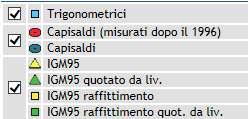 Trigonometrici
Capisaldi (misurati dopo il 1996)
Capisaldi
IGM95
IGM95 quotato da liv.
IGM95 raffittimento
IGM95 raffittimento quot. da liv.